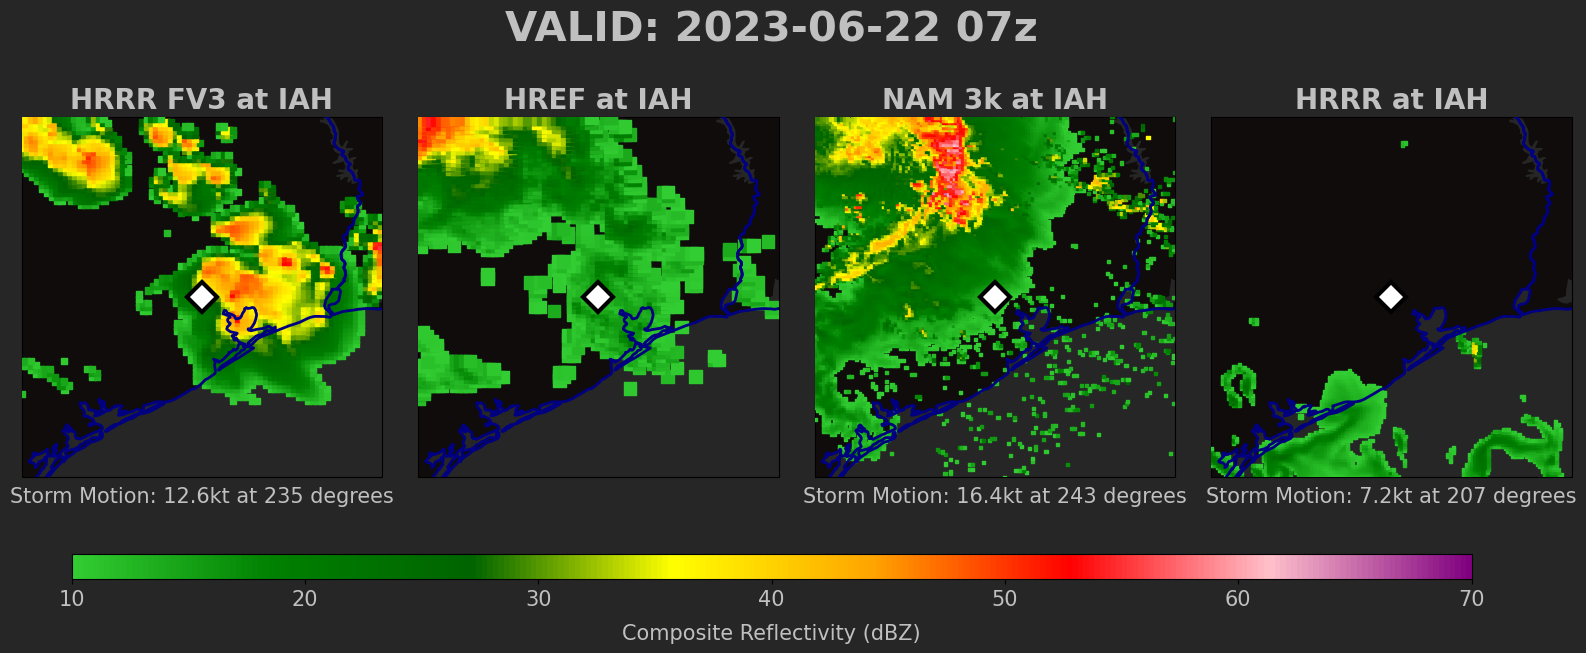 VALID: 2023-06-22 07z
HRRR FV3 at IAH
HREF at IAH
NAM 3k at IAH
HRRR at IAH
Storm Motion: 12.6kt at 235 degrees
Storm Motion: 16.4kt at 243 degrees
Storm Motion: 7.2kt at 207 degrees
10 20 30 40 50 60 70
Composite Reflectivity (dBZ)